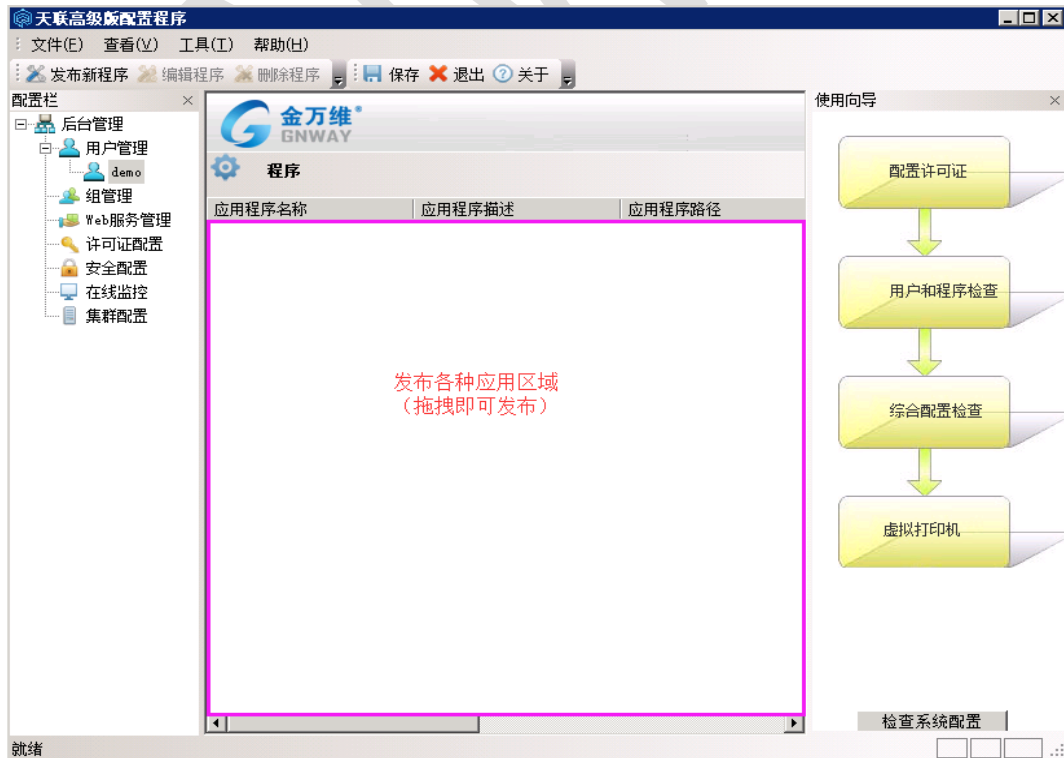 天联高级版配置程序
文件(F) 查看(V) 工具(T) 帮助(H)
发布新程序 编辑程序 删除程序 保存 退出 关于
配置栏
后台管理
用户管理
demo
组管理
Web服务管理
许可证配置
安全配置
在线监控
集群配置
金万维
GNWAY
程序
应用程序名称 应用程序描述 应用程序路径
发布各种应用区域
（拖拽即可发布）
使用向导
配置许可证
用户和程序检查
综合配置检查
虚拟打印机
检查系统配置
就绪